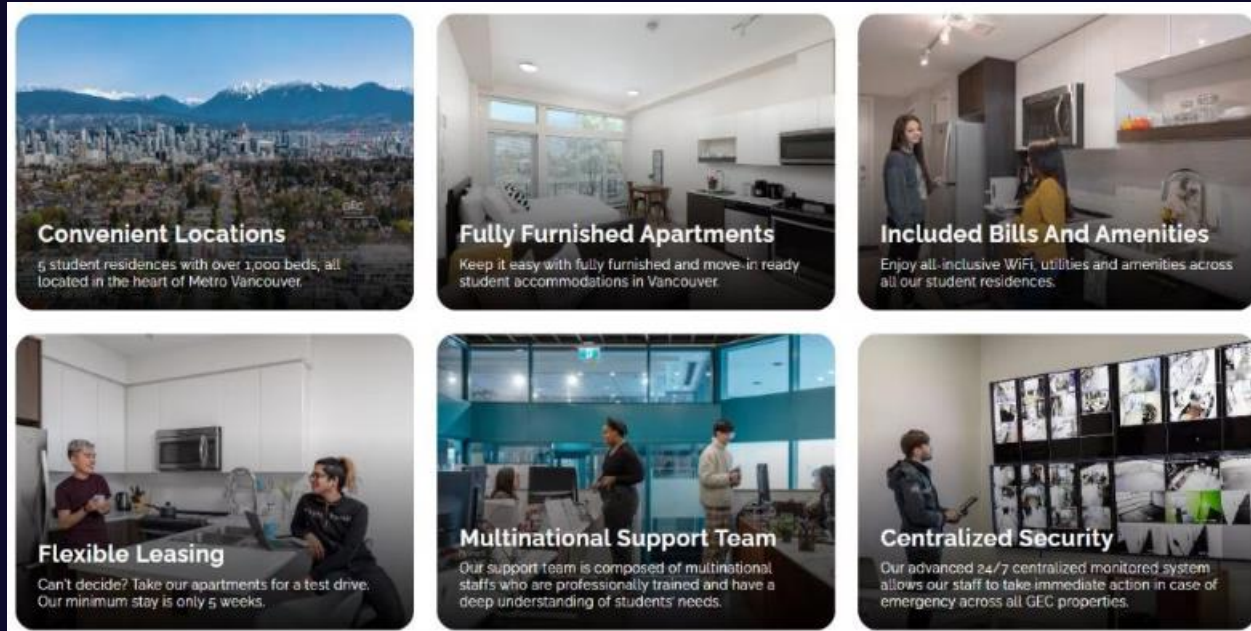 Convenient Locations
5 student residences with over 1,000 beds, all
located in the heart of Metro Vancouver.
Fully Furnished Apartments
Keep it easy with fully furnished and move-in ready
student accommodations in Vancouver.
Included Bills And Amenities
Enjoy all-inclusive WiFi, utilities and amenities across
all our student residences.
Flexible Leasing
Can't decide? Take our apartments for a test drive.
Our minimum stay is only 5 weeks.
Multinational Support Team
Our support team is composed of multinational
staffs who are professionally trained and have a
deep understanding of students' needs.
Centralized Security
Our advanced 24/7 centralized monitored system
allows our staff to take immediate action in case of
emergency across all GEC properties.